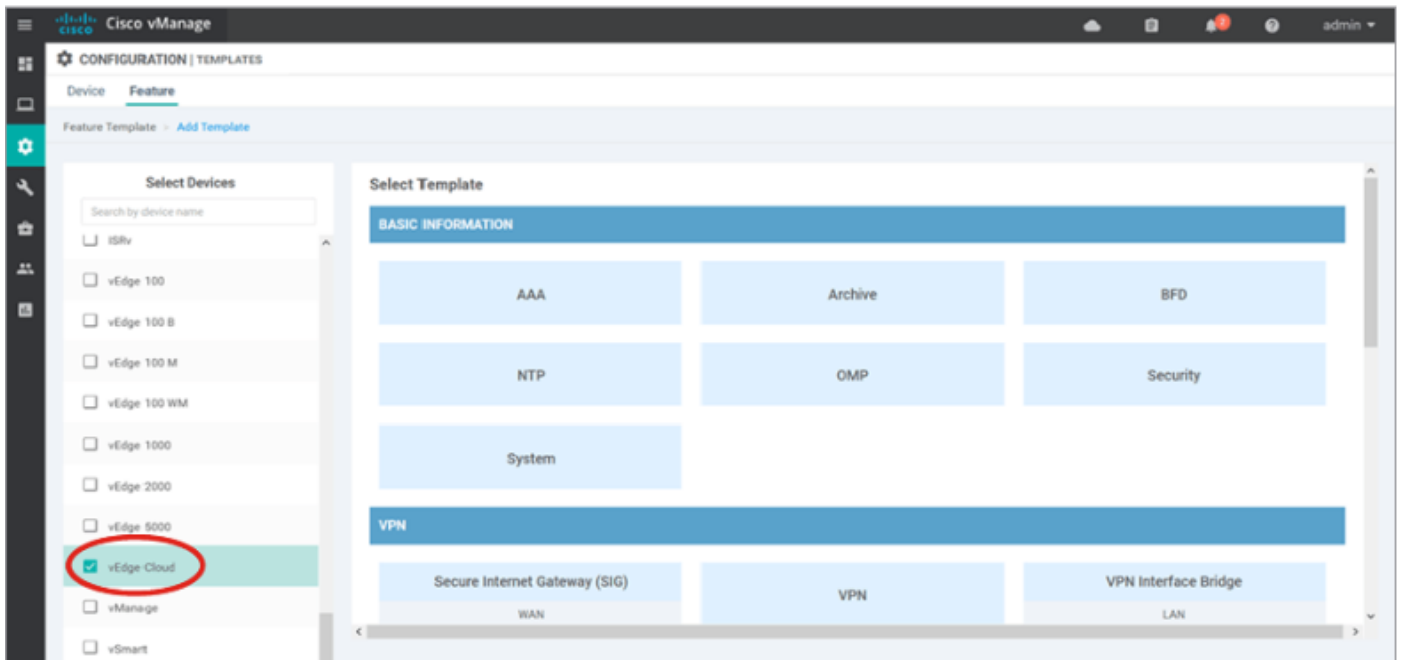 cisco Cisco vManage
2
admin
CONFIGURATION | TEMPLATES
Device Feature
Feature Template > Add Template
Select Devices
Search by device name
ISRv
vEdge 100
vEdge 100 B
vEdge 100 M
vEdge 100 WM
vEdge 1000
vEdge 2000
vEdge 5000
vEdge Cloud
vManage
vSmart
Select Template
BASIC INFORMATION
AAA Archive BFD
NTP OMP Security
System
VPN
Secure Internet Gateway (SIG) VPN VPN Interface Bridge
WAN LAN